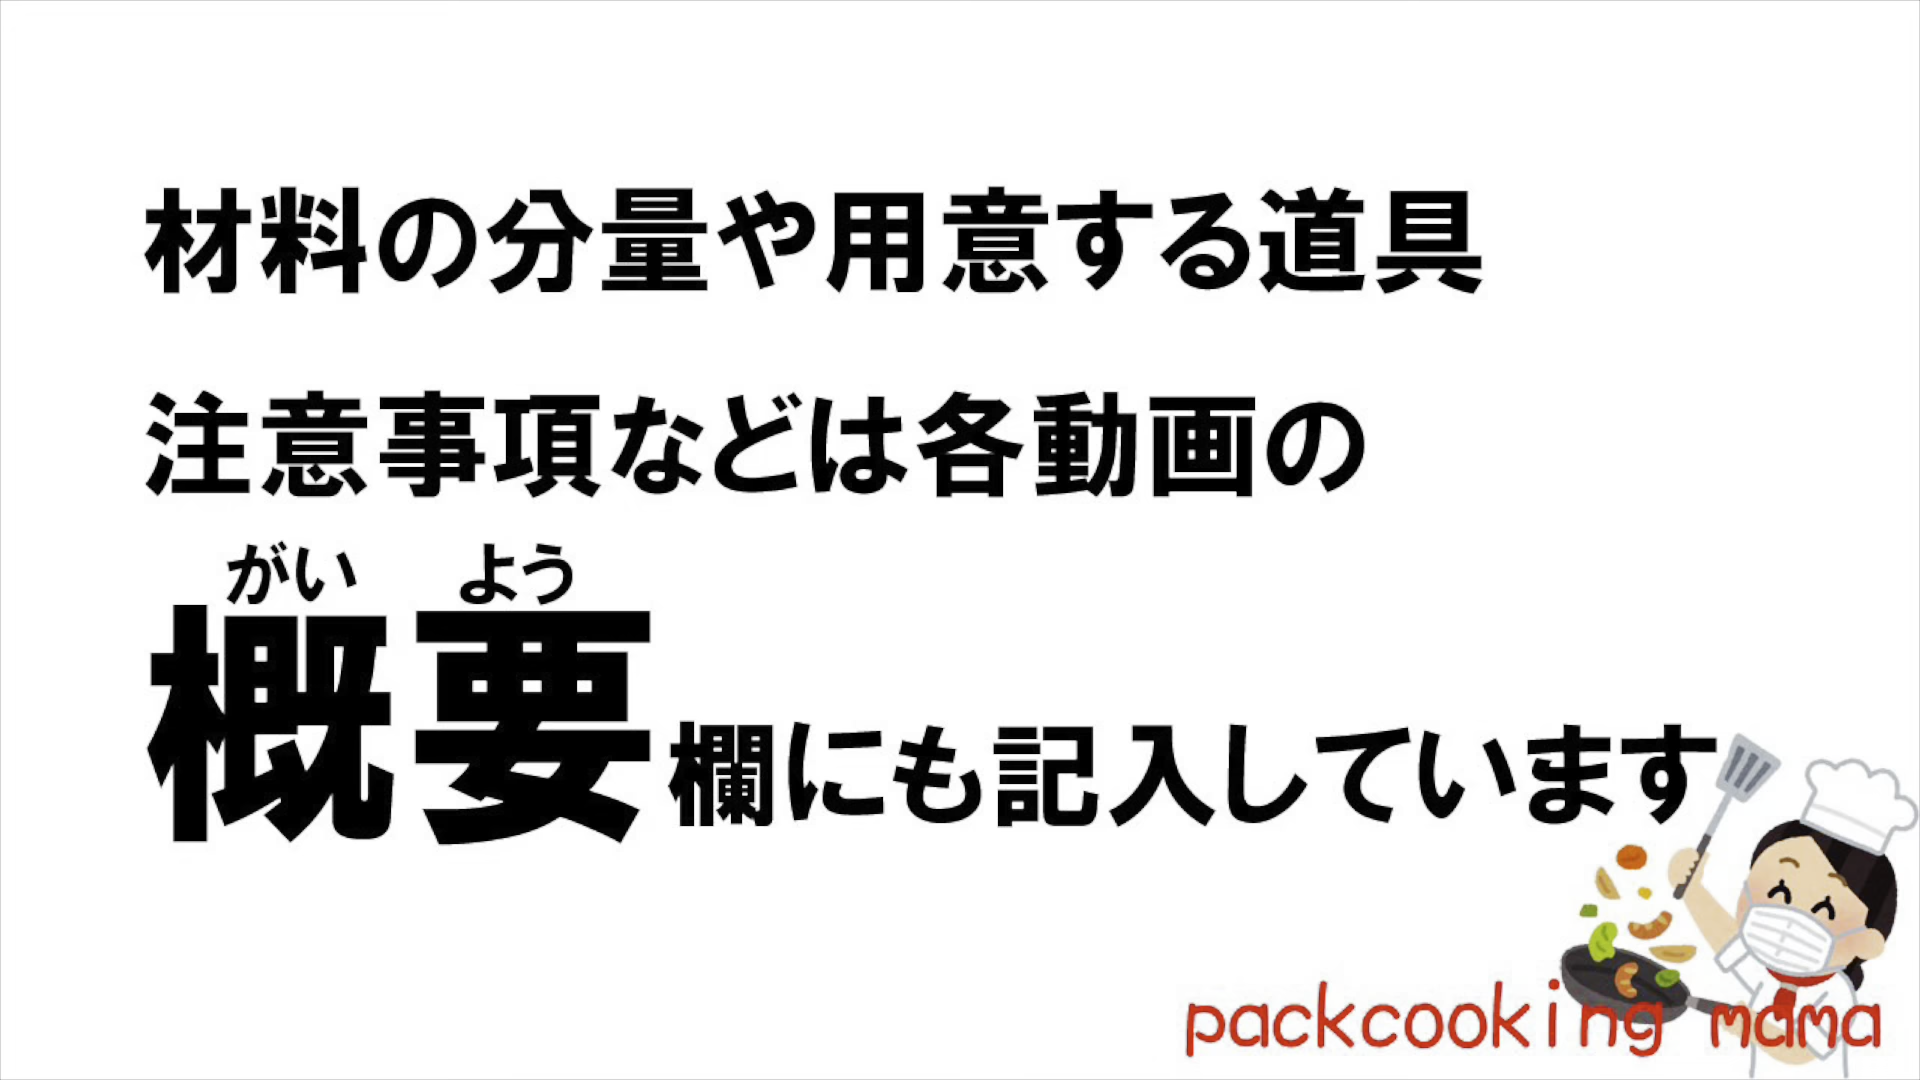 材料の分量や用意する道具
注意事項などは各動画の
がい よう
概要欄にも記入しています
packcooking mama